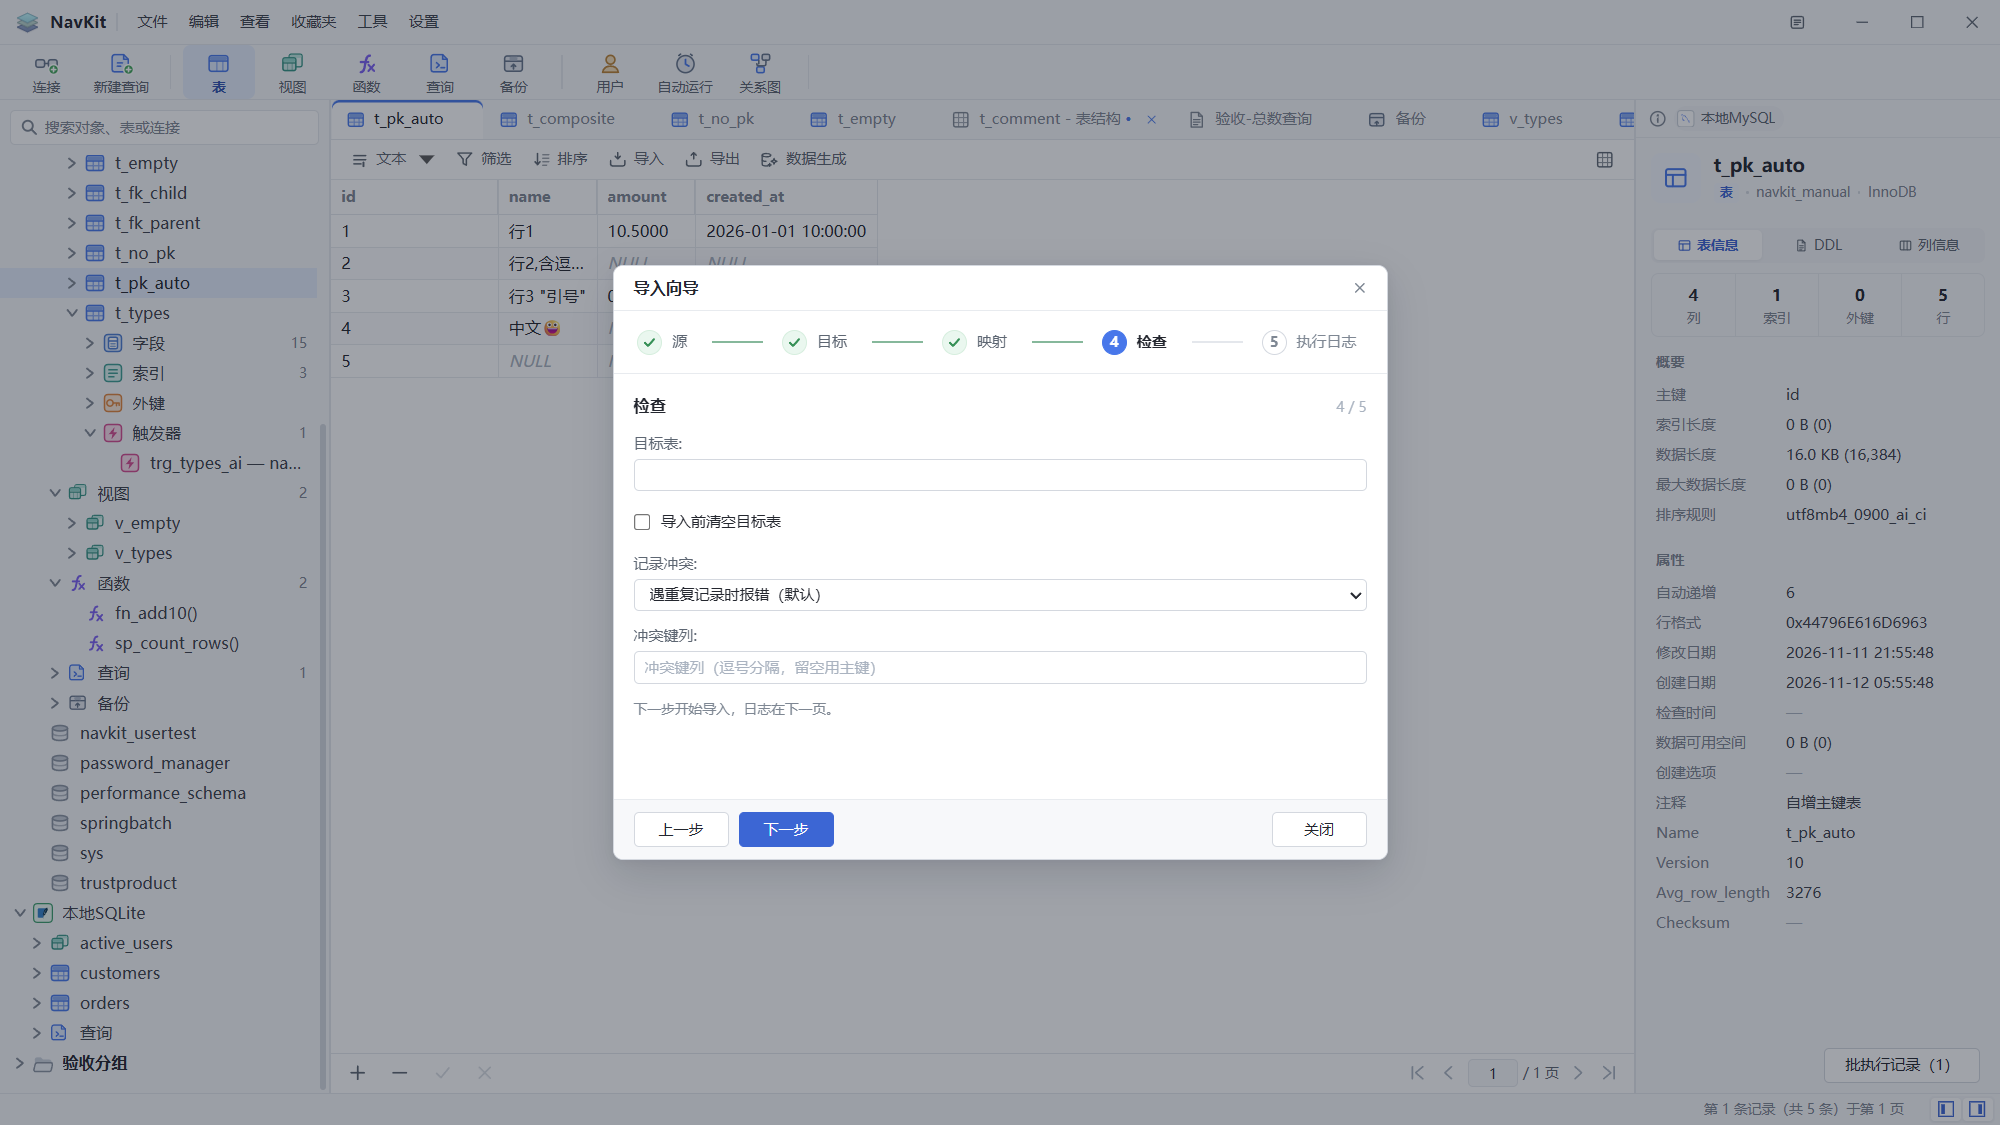 NavKit 文件 编辑 查看 收藏夹 工具 设置
连接 新建查询 表 视图 函数 查询 备份 用户 自动运行 关系图
搜索对象、表或连接
t_empty
t_fk_child
t_fk_parent
t_no_pk
t_pk_auto
t_types
字段 15
索引 3
外键
触发器 1
trg_types_ai — na...
视图 2
v_empty
v_types
函数 2
fn_add10()
sp_count_rows()
查询 1
备份
navkit_usertest
password_manager
performance_schema
springbatch
sys
trustproduct
本地SQLite
active_users
customers
orders
查询
验收分组
t_pk_auto t_composite t_no_pk t_empty t_comment - 表结构 • 验收-总数查询 备份 v_types
文本 筛选 排序 导入 导出 数据生成
id name amount created_at
1 行1 10.5000 2026-01-01 10:00:00
2 行2,含逗... NULL NULL
3 行3 "引号"
4 中文😀
5 NULL
导入向导
源 目标 映射 4 检查 5 执行日志
检查 4 / 5
目标表:
导入前清空目标表
记录冲突:
遇重复记录时报错（默认）
冲突键列:
冲突键列（逗号分隔，留空用主键）
下一步开始导入，日志在下一页。
上一步 下一步 关闭
1 / 1 页
本地MySQL
t_pk_auto
表 · navkit_manual · InnoDB
表信息 DDL 列信息
4 1 0 5
列 索引 外键 行
概要
主键 id
索引长度 0 B (0)
数据长度 16.0 KB (16,384)
最大数据长度 0 B (0)
排序规则 utf8mb4_0900_ai_ci
属性
自动递增 6
行格式 0x44796E616D6963
修改日期 2026-11-11 21:55:48
创建日期 2026-11-12 05:55:48
检查时间 —
数据可用空间 0 B (0)
创建选项 —
注释 自增主键表
Name t_pk_auto
Version 10
Avg_row_length 3276
Checksum —
批执行记录（1）
第 1 条记录（共 5 条）于第 1 页